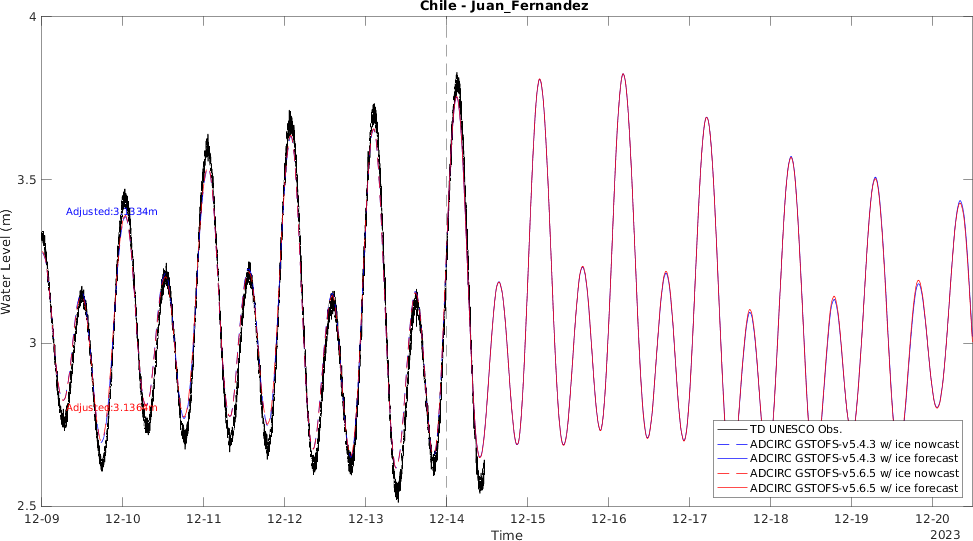 Chile - Juan_Fernandez
4
3.5
3
2.5
Water Level (m)
Adjusted:3.1334m
Adjusted:3.1364m
TD UNESCO Obs.
ADCIRC GSTOFS-v5.4.3 w/ ice nowcast
ADCIRC GSTOFS-v5.4.3 w/ ice forecast
ADCIRC GSTOFS-v5.6.5 w/ ice nowcast
ADCIRC GSTOFS-v5.6.5 w/ ice forecast
12-09 12-10 12-11 12-12 12-13 12-14 12-15 12-16 12-17 12-18 12-19 12-20
Time
2023